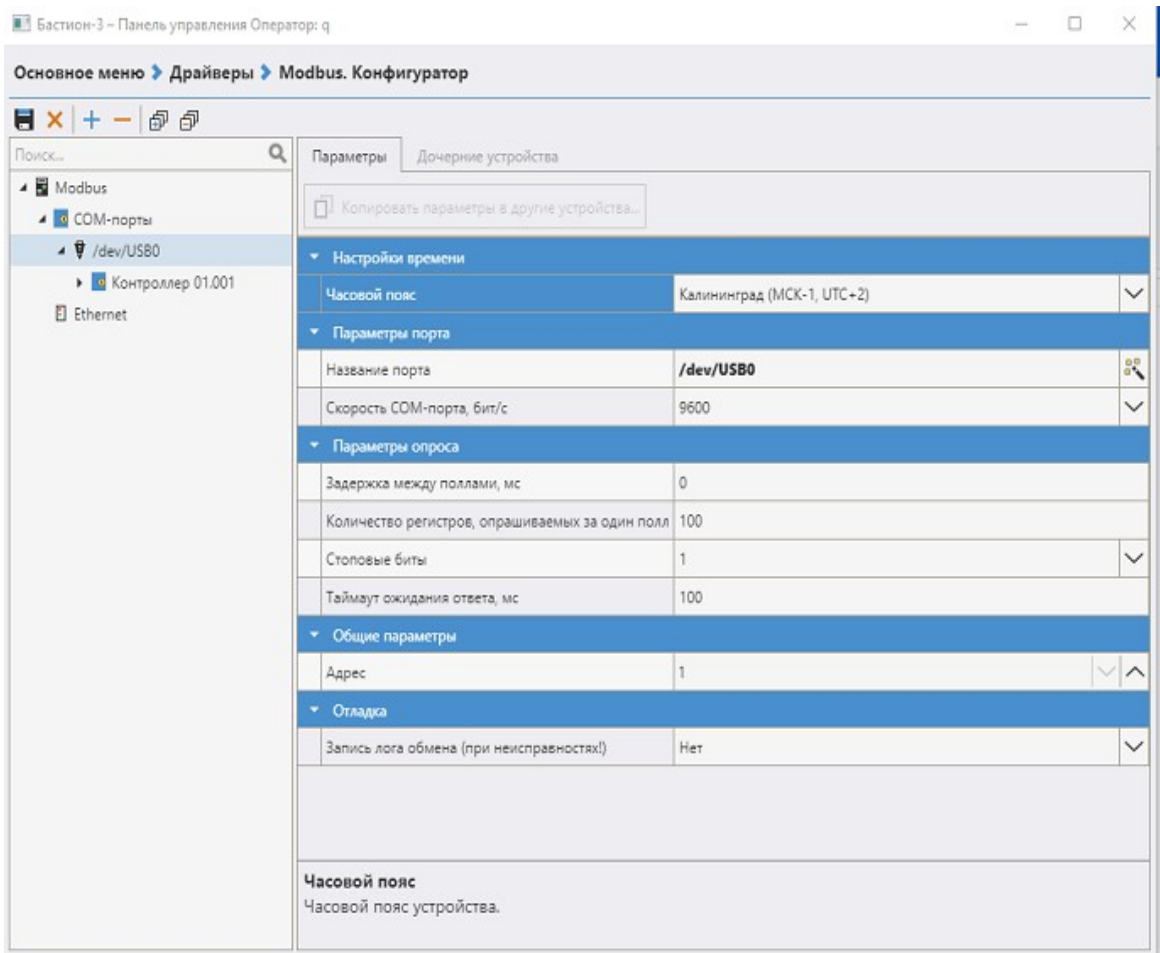 Бастион-3 – Панель управления Оператор: q
Основное меню Драйверы Modbus. Конфигуратор
Поиск...
Modbus
COM-порты
/dev/USB0
Контроллер 01.001
Ethernet
Параметры Дочерние устройства
Копировать параметры в другие устройства...
Настройки времени
Часовой пояс Калининград (МСК-1, UTC+2)
Параметры порта
Название порта /dev/USB0
Скорость COM-порта, бит/с 9600
Параметры опроса
Задержка между поллами, мс 0
Количество регистров, опрашиваемых за один полл 100
Стоповые биты 1
Таймаут ожидания ответа, мс 100
Общие параметры
Адрес 1
Отладка
Запись лога обмена (при неисправностях!) Нет
Часовой пояс
Часовой пояс устройства.